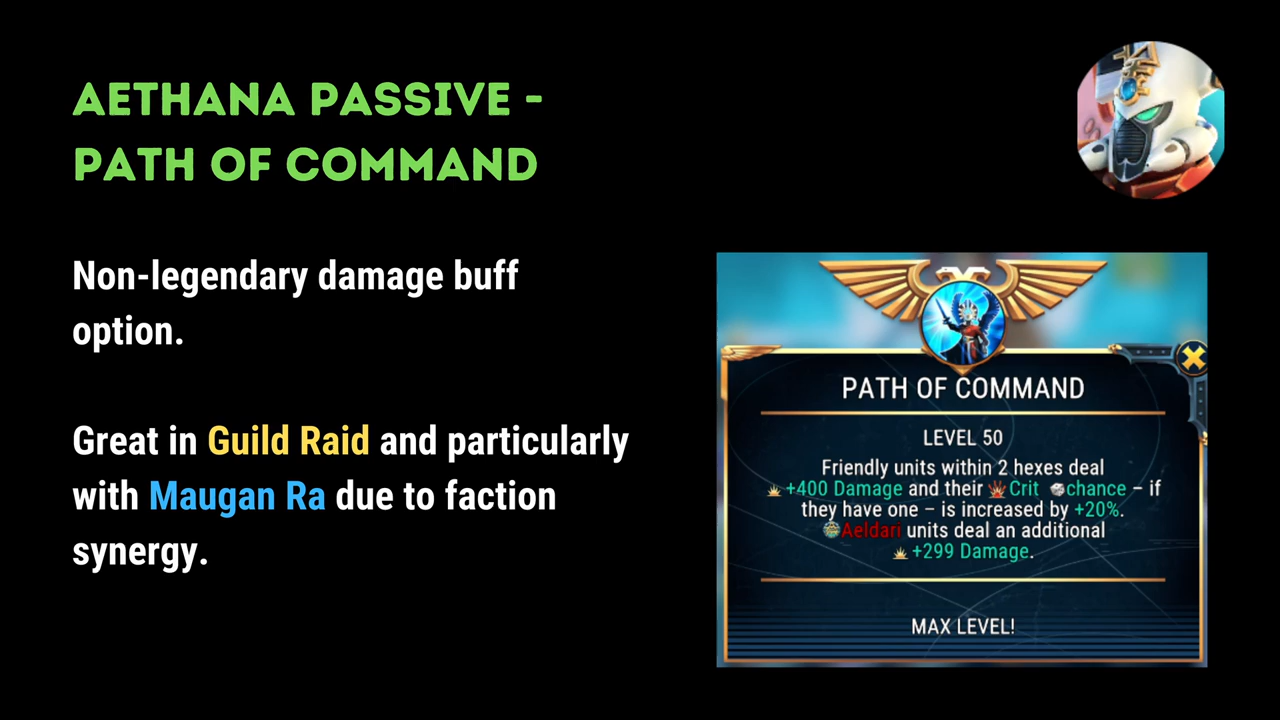 AETHANA PASSIVE -
PATH OF COMMAND
Non-legendary damage buff
option.
Great in Guild Raid and particularly
with Maugan Ra due to faction
synergy.
PATH OF COMMAND
LEVEL 50
Friendly units within 2 hexes deal
+400 Damage and their Crit chance – if
they have one – is increased by +20%.
Aeldari units deal an additional
+299 Damage.
MAX LEVEL!